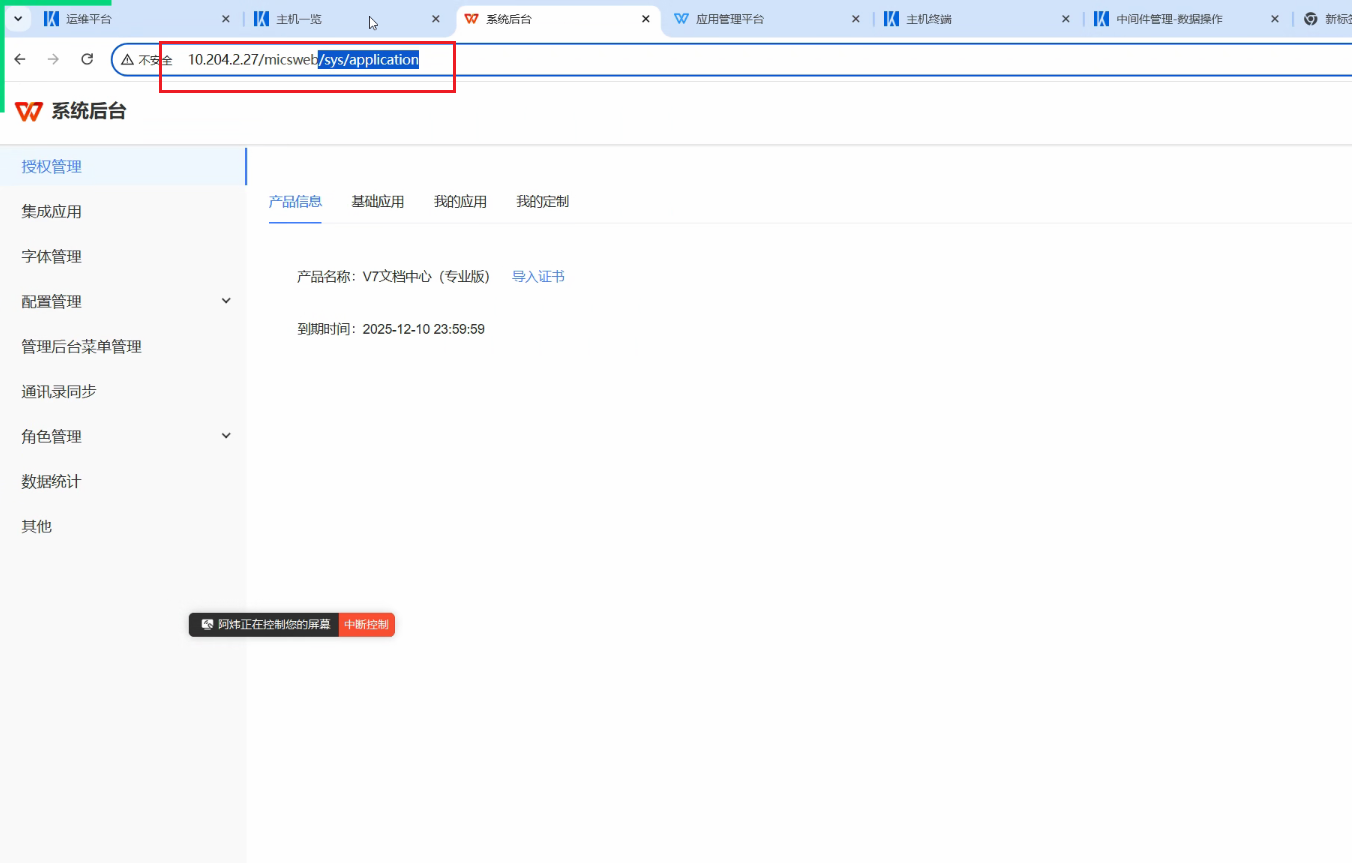 运维平台
主机一览
系统后台
应用管理平台
主机终端
中间件管理-数据操作
新标
不安全
10.204.2.27/micsweb/sys/application
系统后台
授权管理
集成应用
字体管理
配置管理
管理后台菜单管理
通讯录同步
角色管理
数据统计
其他
产品信息 基础应用 我的应用 我的定制
产品名称：V7文档中心（专业版） 导入证书
到期时间：2025-12-10 23:59:59
阿炜正在控制您的屏幕 中断控制